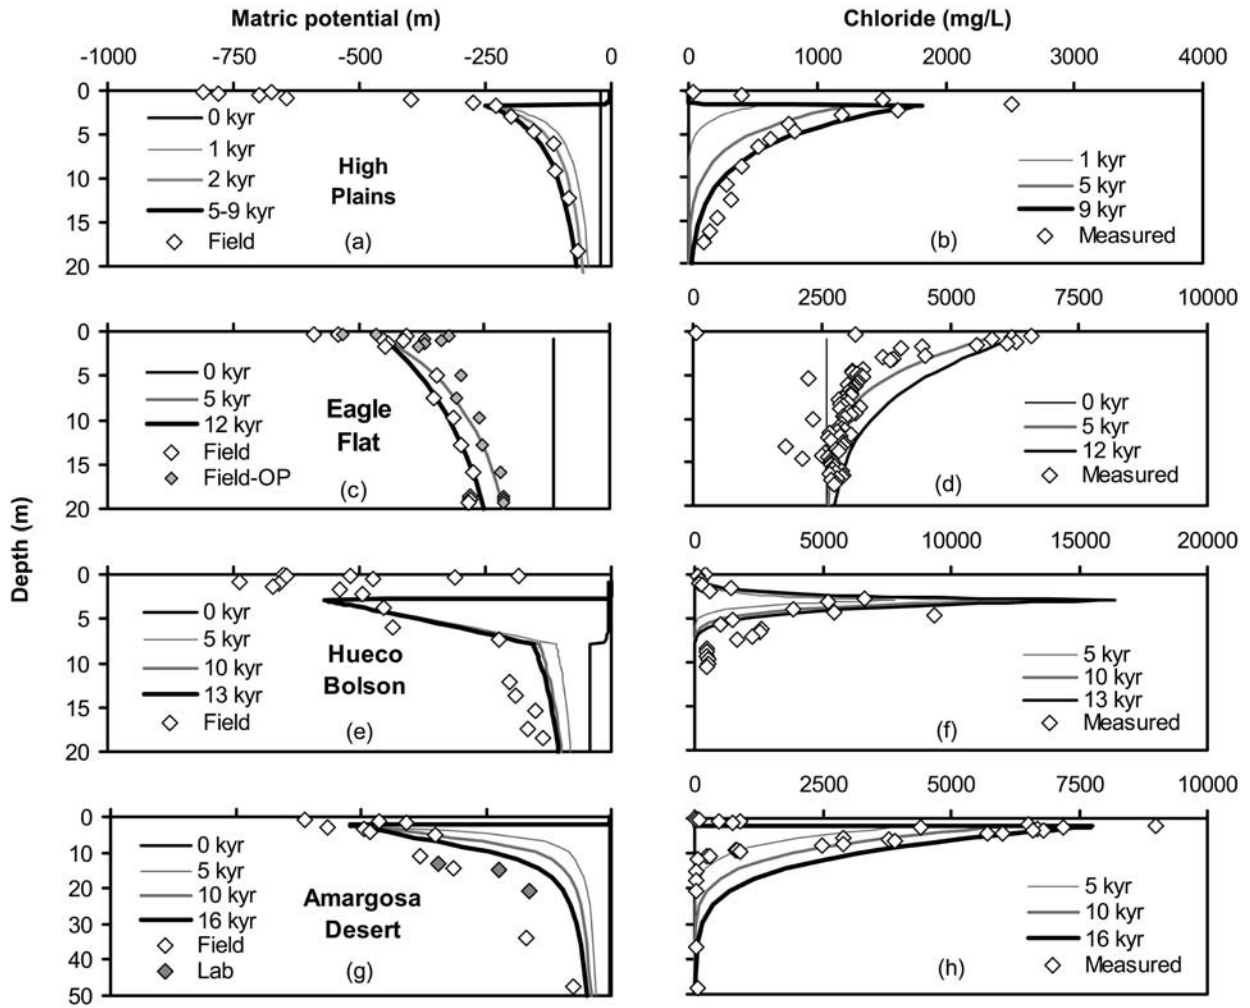 Matric potential (m)
Chloride (mg/L)
-1000 -750 -500 -250 0
0 1000 2000 3000 4000
0
5
10
15
20
0 kyr
1 kyr
2 kyr
5-9 kyr
Field
High
Plains
(a)
0
5
10
15
20
1 kyr
5 kyr
9 kyr
Measured
(b)
0 2500 5000 7500 10000
0
5
10
15
20
0 kyr
5 kyr
12 kyr
Field
Field-OP
Eagle
Flat
(c)
0 kyr
5 kyr
12 kyr
Measured
(d)
Depth (m)
0 5000 10000 15000 20000
0
5
10
15
20
0 kyr
5 kyr
10 kyr
13 kyr
Field
Hueco
Bolson
(e)
5 kyr
10 kyr
13 kyr
Measured
(f)
0 2500 5000 7500 10000
0
10
20
30
40
50
0 kyr
5 kyr
10 kyr
16 kyr
Field
Lab
Amargosa
Desert
(g)
5 kyr
10 kyr
16 kyr
Measured
(h)